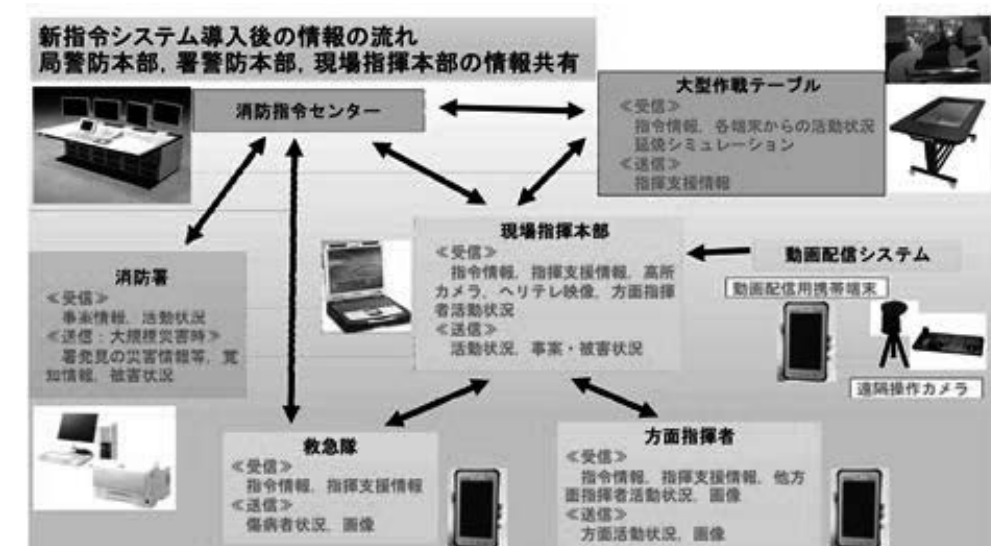 新指令システム導入後の情報の流れ
局警防本部，署警防本部，現場指揮本部の情報共有
消防指令センター
大型作戦テーブル
≪受信≫
指令情報，各端末からの活動状況
延焼シミュレーション
≪送信≫
指揮支援情報
現場指揮本部
≪受信≫
指令情報，指揮支援情報，高所
カメラ，ヘリテレ映像，方面指揮
者活動状況
≪送信≫
活動状況，事案・被害状況
動画配信システム
動画配信用携帯端末
遠隔操作カメラ
消防署
≪受信≫
事案情報，活動状況
≪送信：大規模災害時≫
署発見の災害情報等，覚
知情報，被害状況
救急隊
≪受信≫
指令情報，指揮支援情報
≪送信≫
傷病者状況，画像
方面指揮者
≪受信≫
指令情報，指揮支援情報，他方
面指揮者活動状況，画像
≪送信≫
方面活動状況，画像